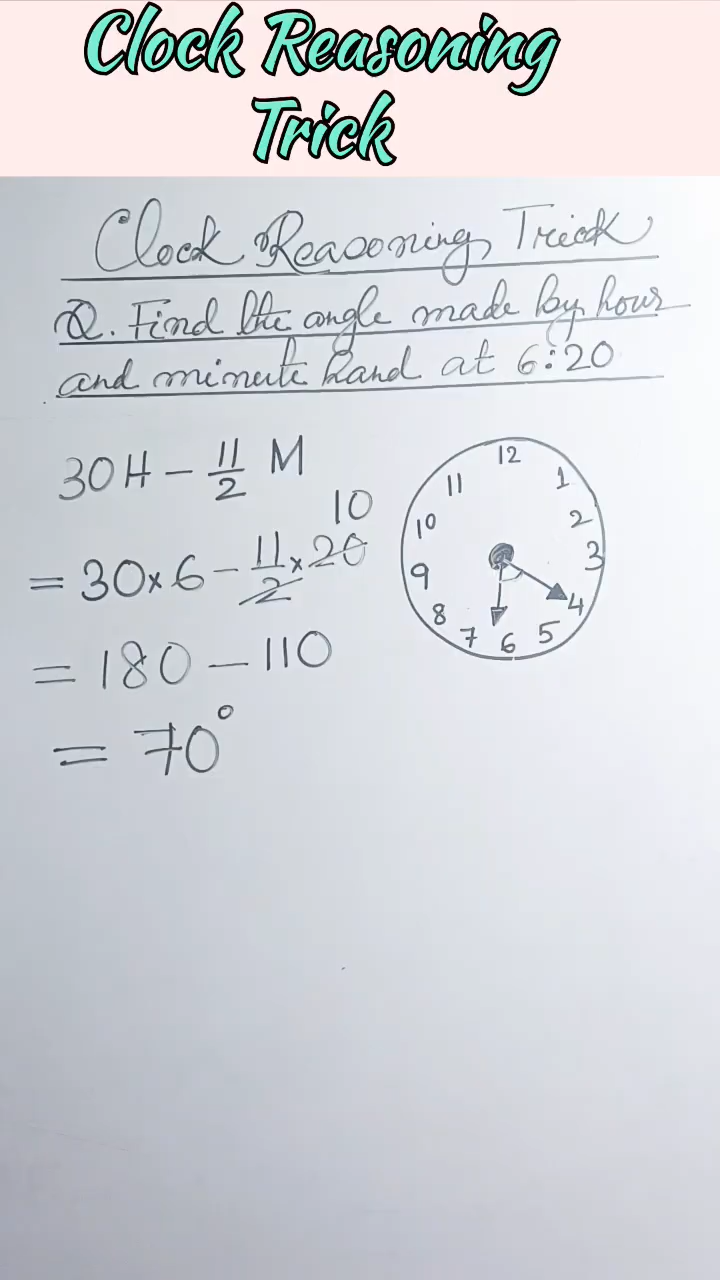 Clock Reasoning
Trick
Clock Reasoning Trick
Q. Find the angle made by hour
and minute hand at 6:20
30H - 11/2 M
10
= 30 × 6 - 11/2 × 20
= 180 - 110
= 70°
12
11
1
10
2
9
3
8
4
7
6
5